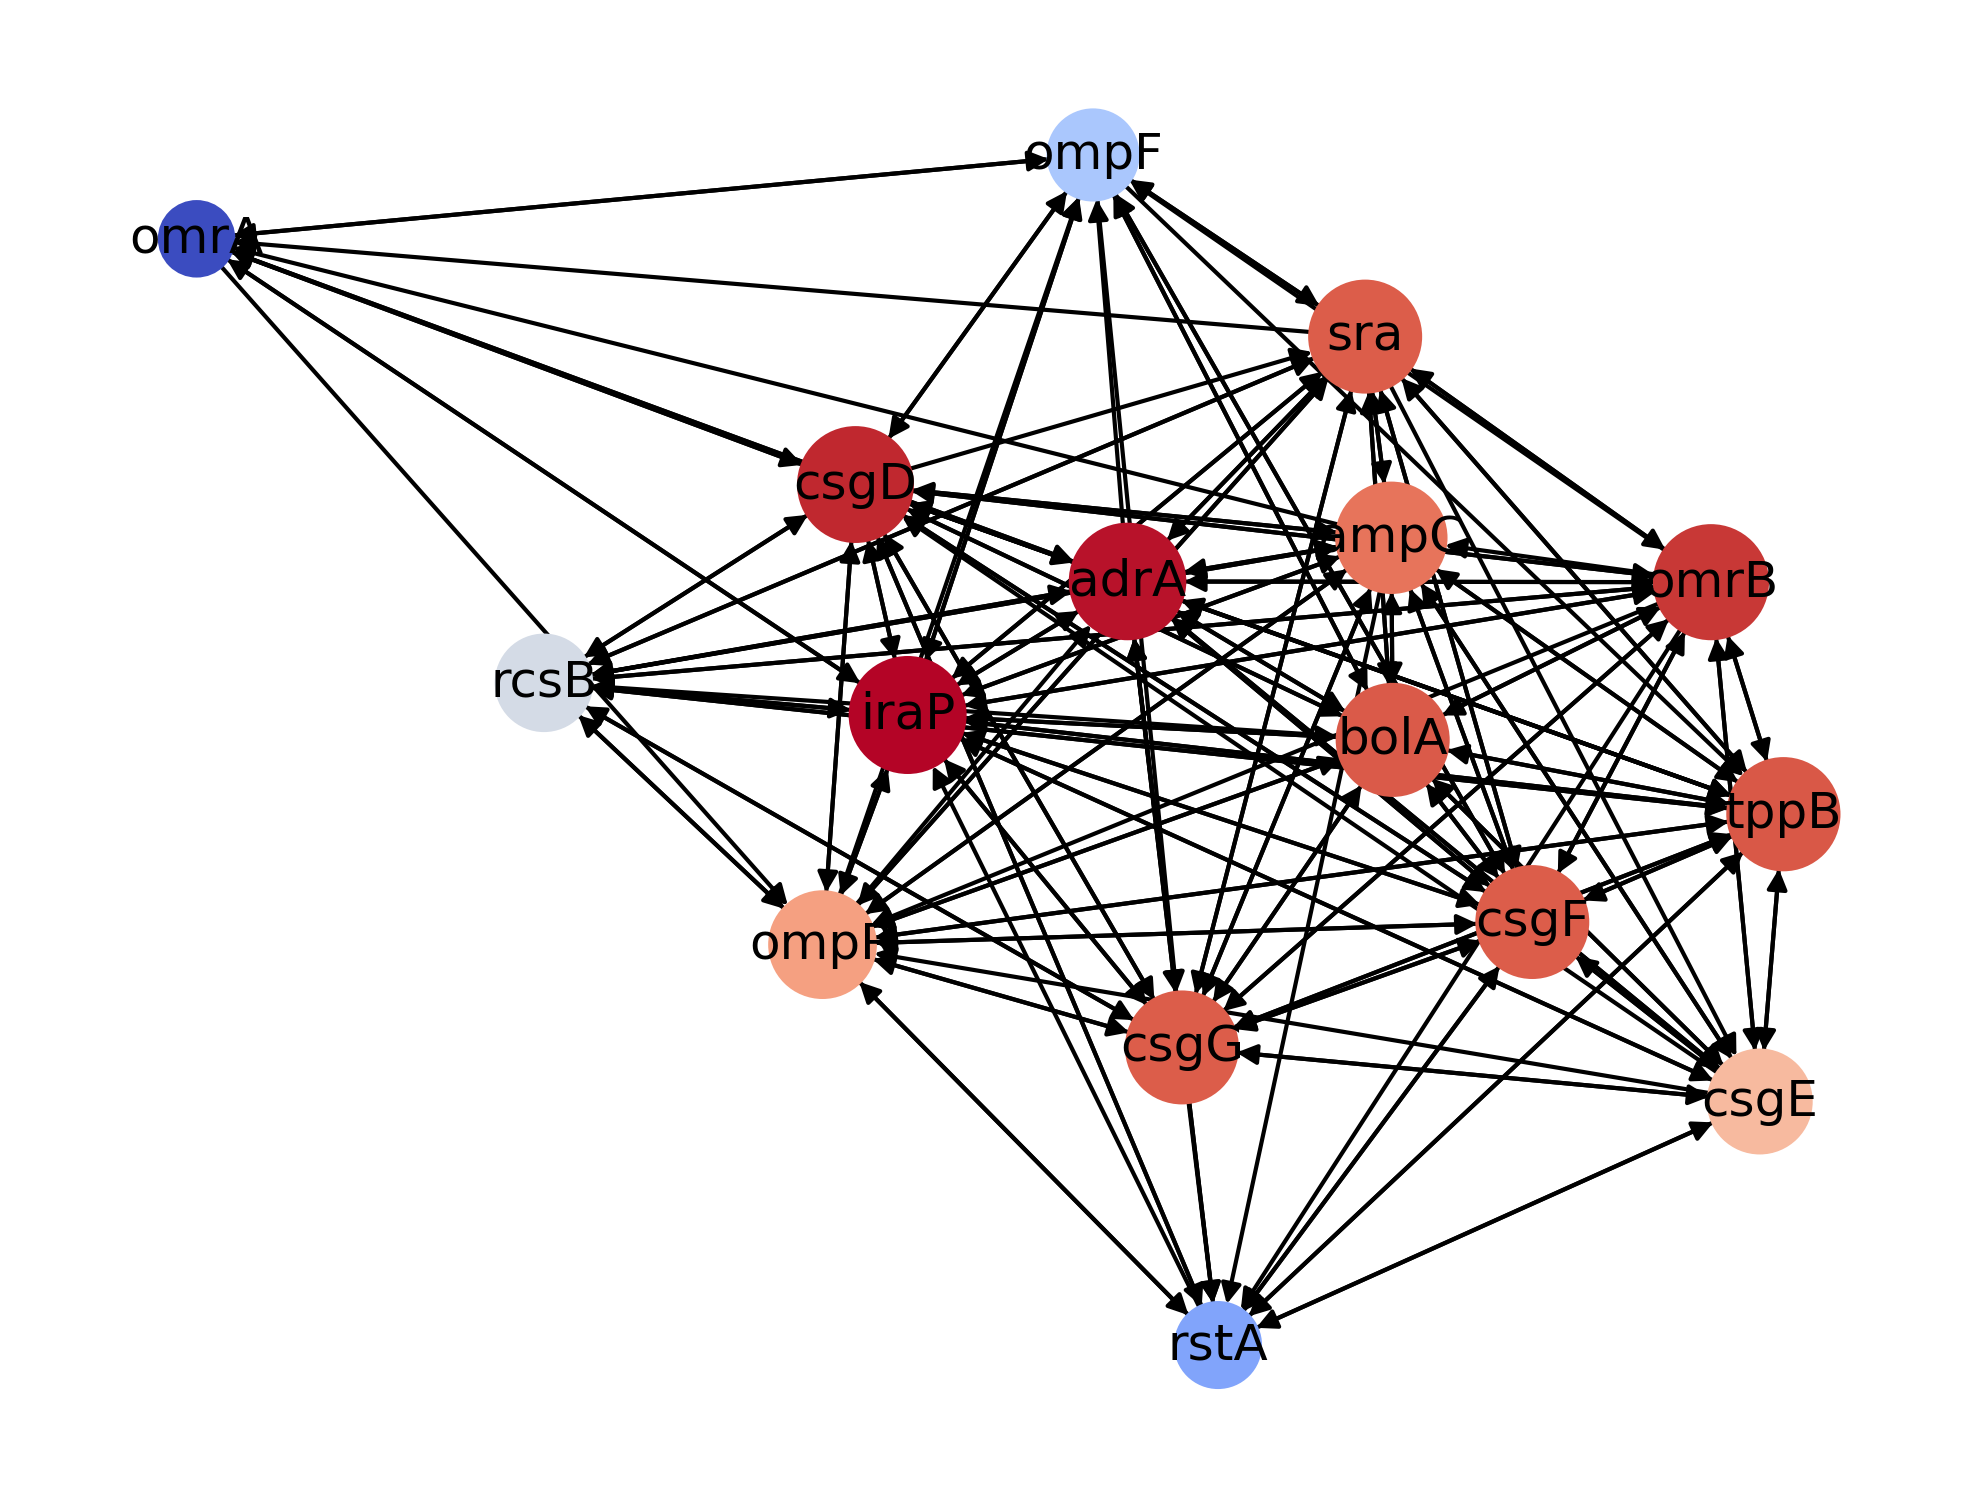 ompF
omrA
sra
csgD
ampC
adrA
omrB
rcsB
iraP
bolA
tppB
csgF
ompR
csgG
csgE
rstA